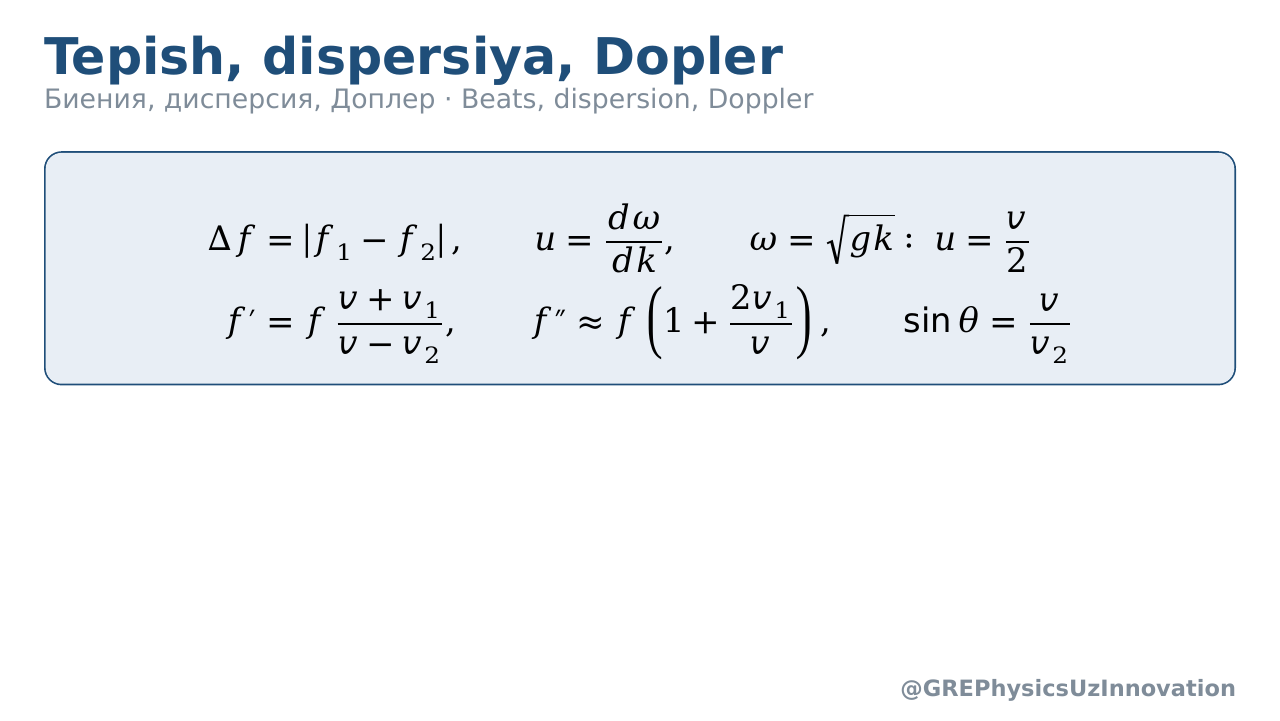 Tepish, dispersiya, Dopler
Биения, дисперсия, Доплер · Beats, dispersion, Doppler
Δf = |f₁ − f₂|, u = dω/dk, ω = √gk : u = v/2
f′ = f (v + v₁)/(v − v₂), f″ ≈ f (1 + 2v₁/v), sin θ = v/v₂
@GREPhysicsUzInnovation